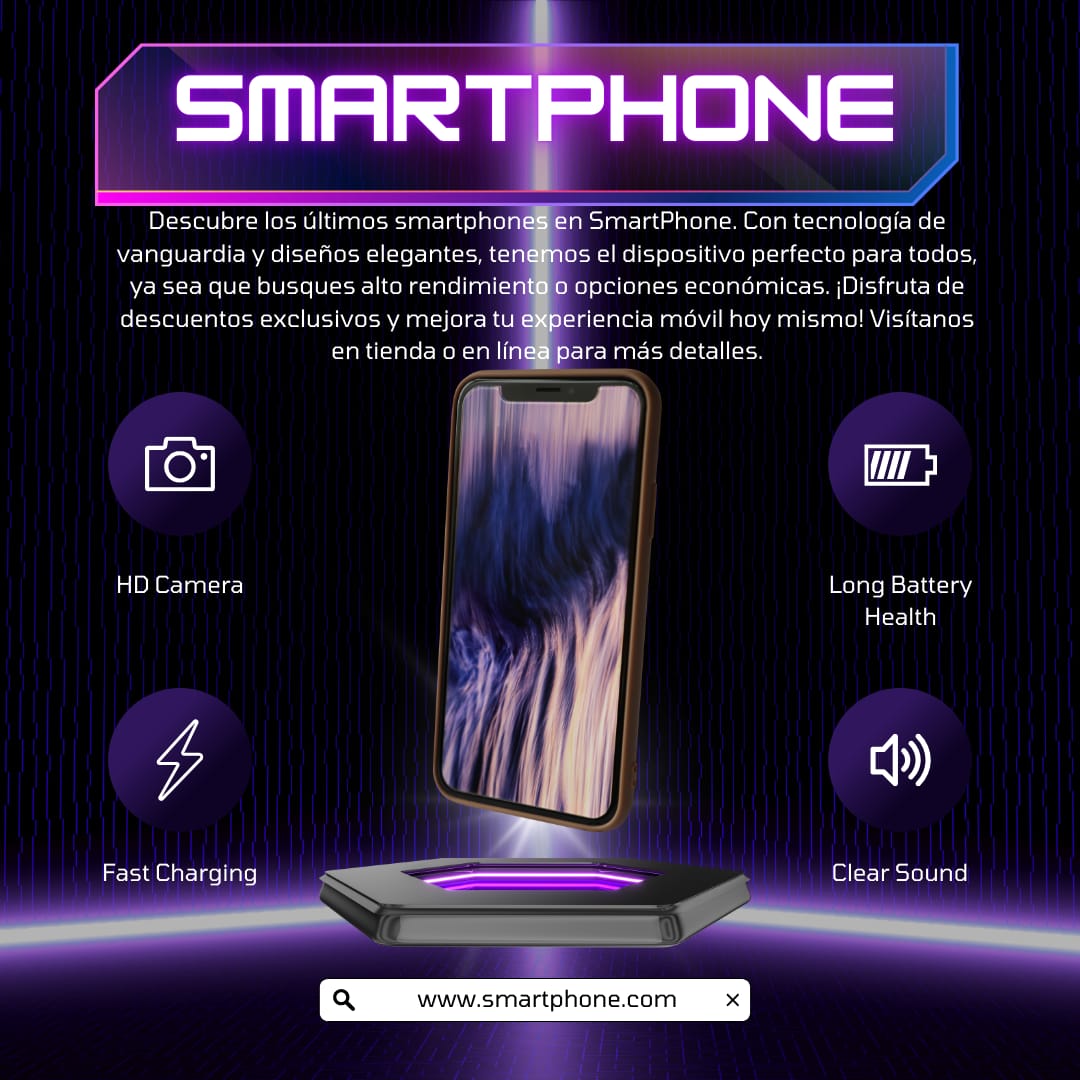 SMARTPHONE
Descubre los últimos smartphones en SmartPhone. Con tecnología de
vanguardia y diseños elegantes, tenemos el dispositivo perfecto para todos,
ya sea que busques alto rendimiento o opciones económicas. ¡Disfruta de
descuentos exclusivos y mejora tu experiencia móvil hoy mismo! Visítanos
en tienda o en línea para más detalles.
HD Camera
Long Battery
Health
Fast Charging
Clear Sound
www.smartphone.com